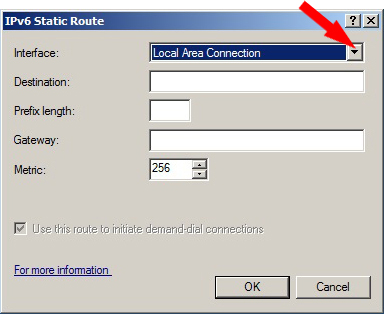 IPv6 Static Route
Interface: Local Area Connection
Destination:
Prefix length:
Gateway:
Metric: 256
Use this route to initiate demand-dial connections
For more information
OK Cancel